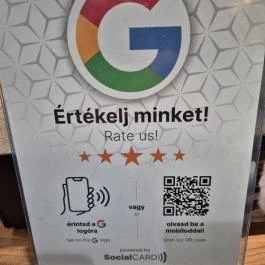 G
Értékelj minket!
Rate us!
érintsd a G
logóra
tap on the G logo
vagy
or
olvasd be a
mobiloddal!
scan our QR code
powered by
SocialCARD